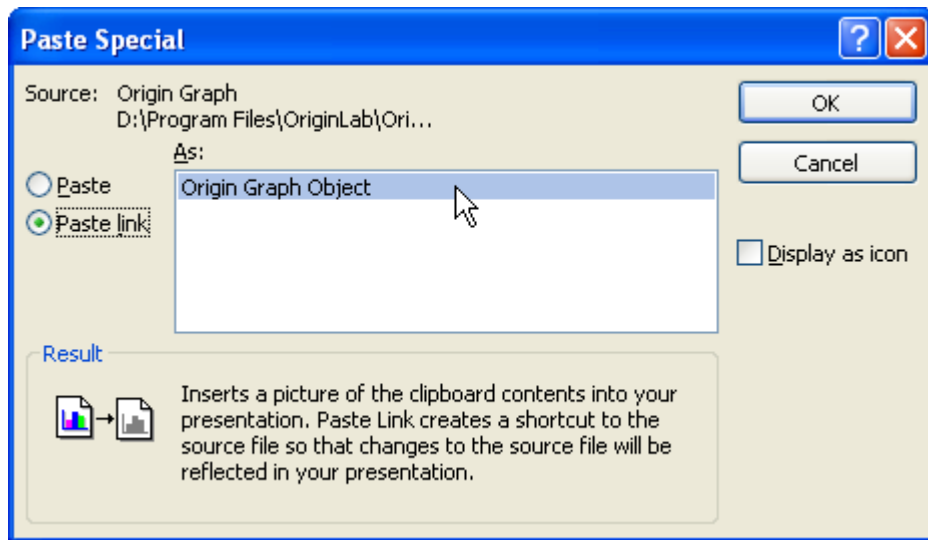 Paste Special
Source: Origin Graph
D:\Program Files\OriginLab\Ori...
As:
Paste
Paste link
Origin Graph Object
OK
Cancel
Display as icon
Result
Inserts a picture of the clipboard contents into your
presentation. Paste Link creates a shortcut to the
source file so that changes to the source file will be
reflected in your presentation.